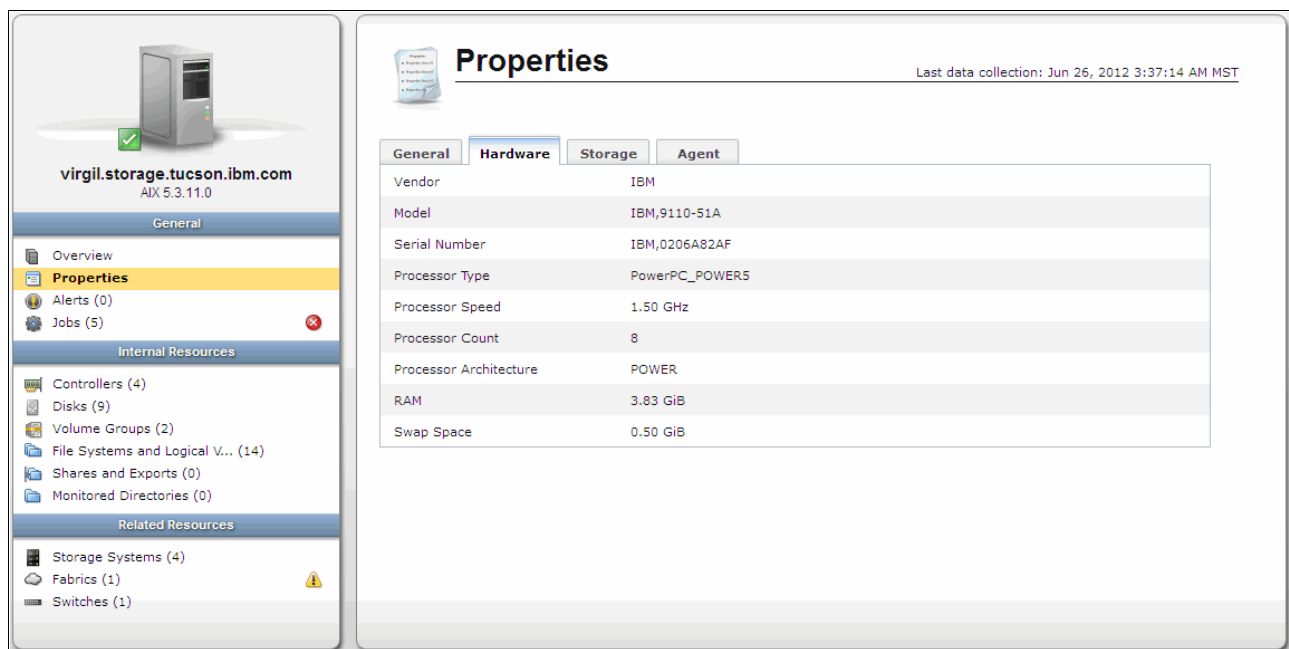 virgil.storage.tucson.ibm.com
AIX 5.3.11.0
General
Overview
Properties
Alerts (0)
Jobs (5)
Internal Resources
Controllers (4)
Disks (9)
Volume Groups (2)
File Systems and Logical V... (14)
Shares and Exports (0)
Monitored Directories (0)
Related Resources
Storage Systems (4)
Fabrics (1)
Switches (1)
Properties
Last data collection: Jun 26, 2012 3:37:14 AM MST
General Hardware Storage Agent
Vendor IBM
Model IBM,9110-51A
Serial Number IBM,0206A82AF
Processor Type PowerPC_POWER5
Processor Speed 1.50 GHz
Processor Count 8
Processor Architecture POWER
RAM 3.83 GiB
Swap Space 0.50 GiB